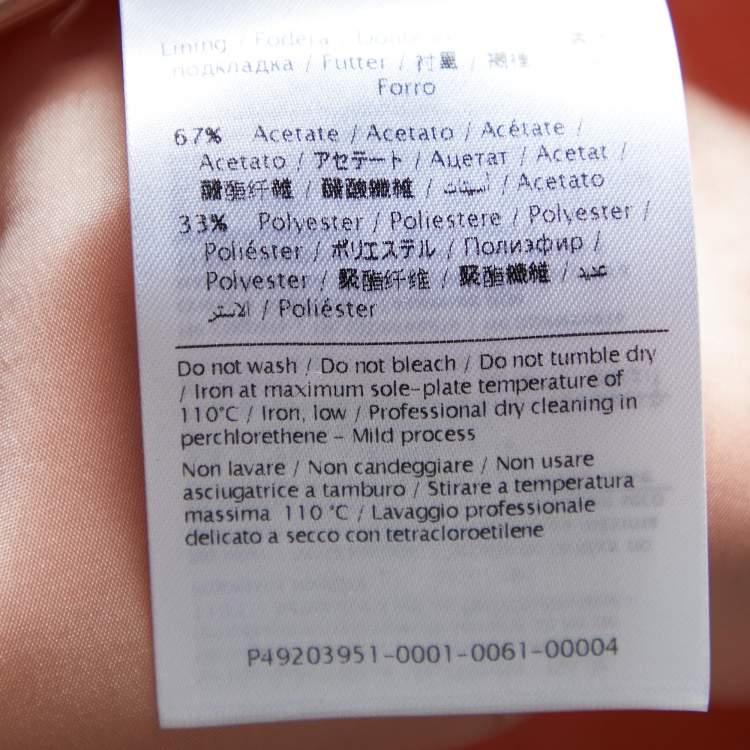 Lining / Fodera /
подкладка / Futter /
Forro
67% Acetate / Acetato / Acétate /
Acetato / アセテート / Ацетат / Acetat /
醋酯纤维 / 醋酸纖維 / أسيتات / Acetato
33% Polyester / Poliestere / Polyester /
Poliéster / ポリエステル / Полиэфир /
Polyester / 聚酯纤维 / 聚酯纖維 / عديد
الاستر / Poliéster
Do not wash / Do not bleach / Do not tumble dry
/ Iron at maximum sole-plate temperature of
110°C / Iron, low / Professional dry cleaning in
perchlorethene - Mild process
Non lavare / Non candeggiare / Non usare
asciugatrice a tamburo / Stirare a temperatura
massima 110 °C / Lavaggio professionale
delicato a secco con tetracloroetilene
P49203951-0001-0061-00004